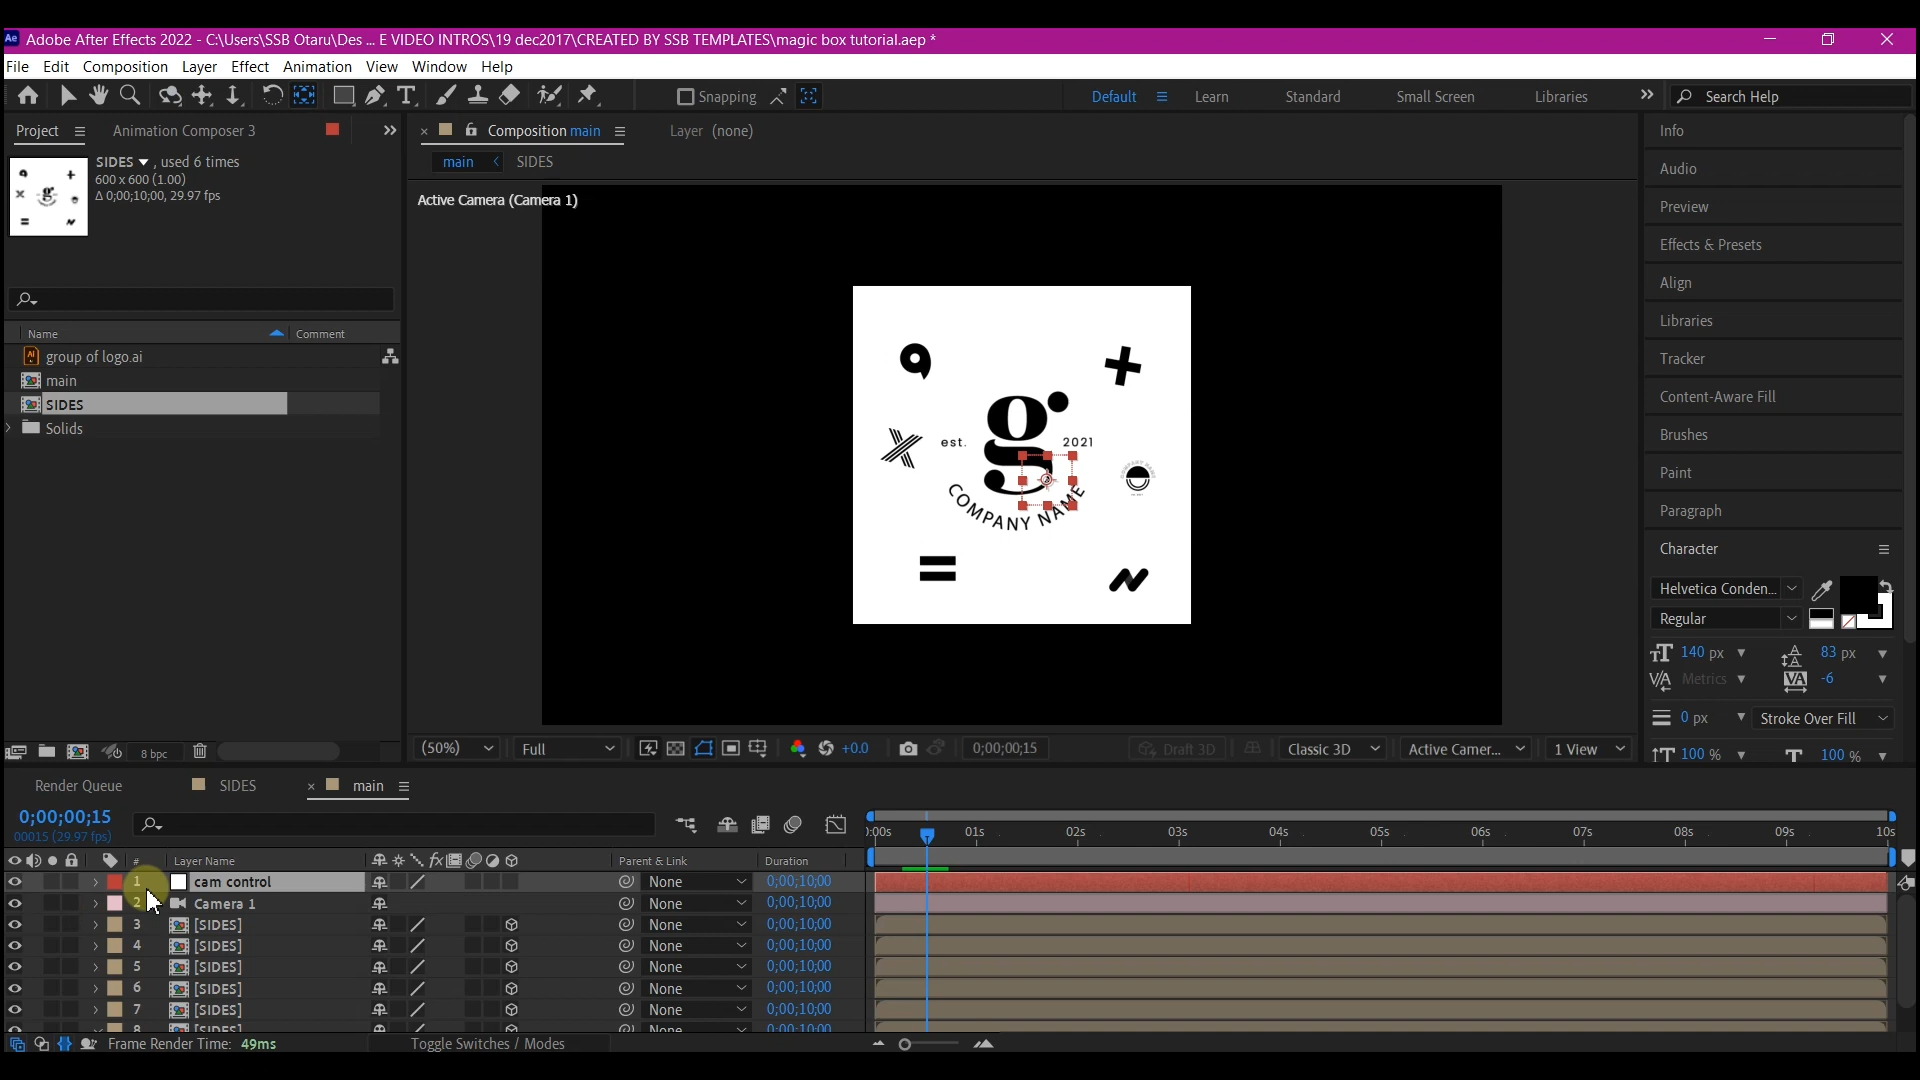 Ae Adobe After Effects 2022 - C:\Users\SSB Otaru\Des ... E VIDEO INTROS\19 dec2017\CREATED BY SSB TEMPLATES\magic box tutorial.aep *
File Edit Composition Layer Effect Animation View Window Help
Snapping Default Learn Standard Small Screen Libraries Search Help
Project Animation Composer 3 Composition main Layer (none) Info
SIDES , used 6 times main SIDES
600 x 600 (1.00)
Δ 0;00;10;00, 29.97 fps
Audio
Active Camera (Camera 1)
Preview
Effects & Presets
Align
Libraries
Name Comment
group of logo.ai
Tracker
main
Content-Aware Fill
SIDES
Solids
Brushes
est. g 2021
COMPANY NAME
Paint
Paragraph
Character
Helvetica Conden...
Regular
140 px 83 px
Metrics -6
0 px Stroke Over Fill
100 % 100 %
8 bpc (50%) Full +0.0 0;00;00;15 Draft 3D Classic 3D Active Camer... 1 View
Render Queue SIDES main
0;00;00;15
00015 (29.97 fps)
:00s 01s 02s 03s 04s 05s 06s 07s 08s 09s 10s
# Layer Name Parent & Link Duration
1 cam control None 0;00;10;00
2 Camera 1 None 0;00;10;00
3 [SIDES] None 0;00;10;00
4 [SIDES] None 0;00;10;00
5 [SIDES] None 0;00;10;00
6 [SIDES] None 0;00;10;00
7 [SIDES] None 0;00;10;00
8 [SIDES] None 0;00;10;00
Frame Render Time: 49ms Toggle Switches / Modes